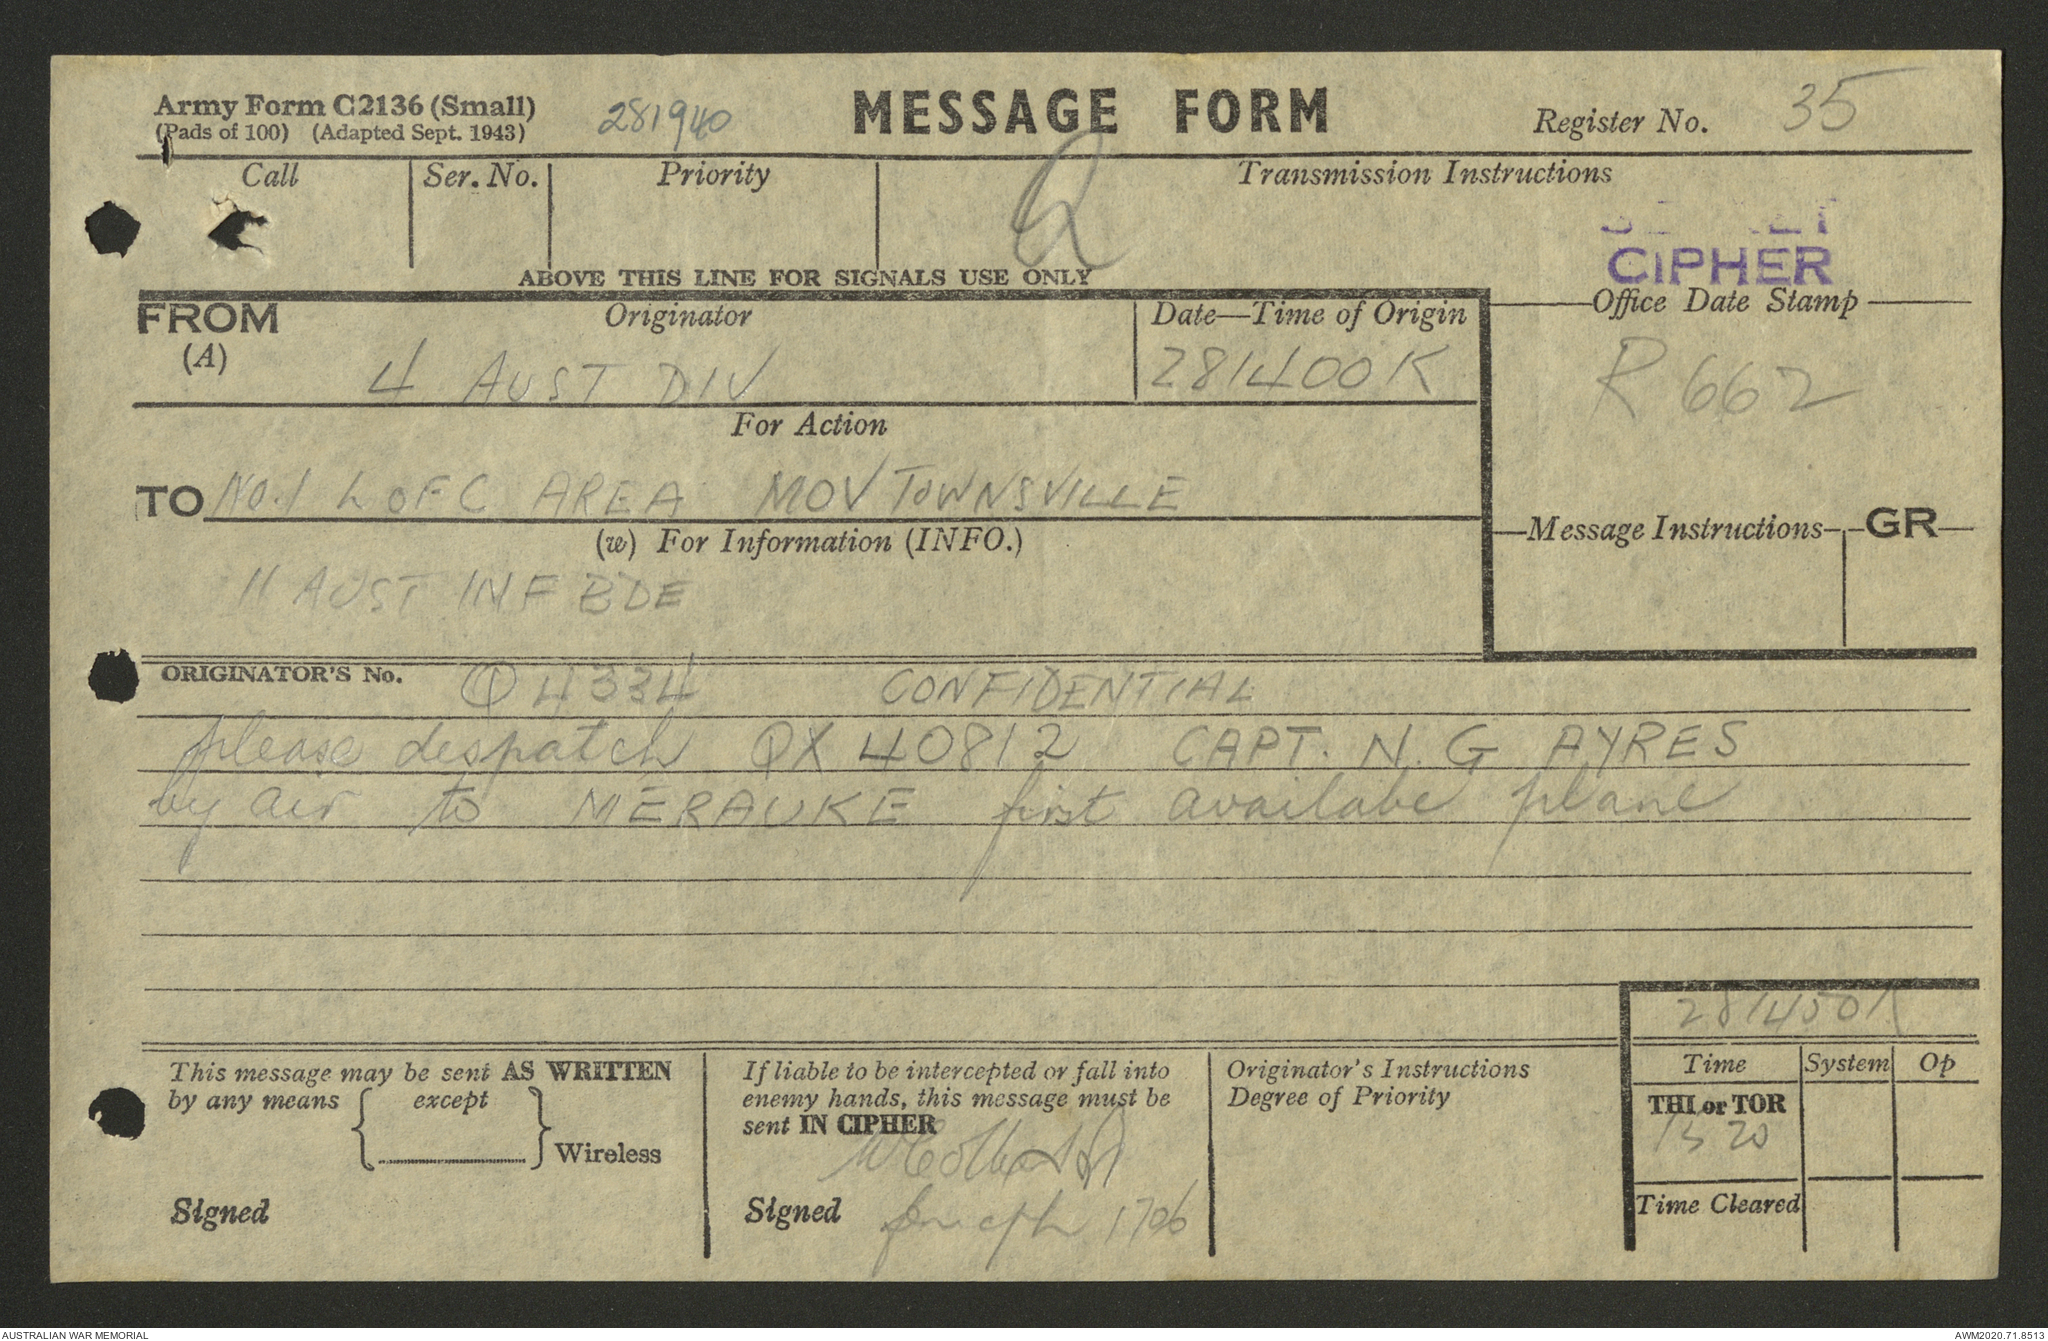 Army Form C2136 (Small)
(Pads of 100) (Adapted Sept. 1943)
281940
MESSAGE FORM
Register No. 35
Call
Ser. No.
Priority
Transmission Instructions
Q
CIPHER
ABOVE THIS LINE FOR SIGNALS USE ONLY
FROM
(A)
Originator
4 AUST DIV
Date—Time of Origin
281400K
Office Date Stamp
R662
For Action
TO NO.1 L OF C AREA MOV TOWNSVILLE
(w) For Information (INFO.)
11 AUST INF BDE
Message Instructions
GR
ORIGINATOR'S No. Q4334 CONFIDENTIAL
please despatch QX 40812 CAPT. N. G AYRES
by air to MERAUKE first availabe plane
281450K
This message may be sent AS WRITTEN
by any means except
Wireless
Signed
If liable to be intercepted or fall into
enemy hands, this message must be
sent IN CIPHER
Signed
1706
Originator's Instructions
Degree of Priority
Time
System
Op
THI or TOR
1520
Time Cleared
AUSTRALIAN WAR MEMORIAL
AWM2020.71.8513